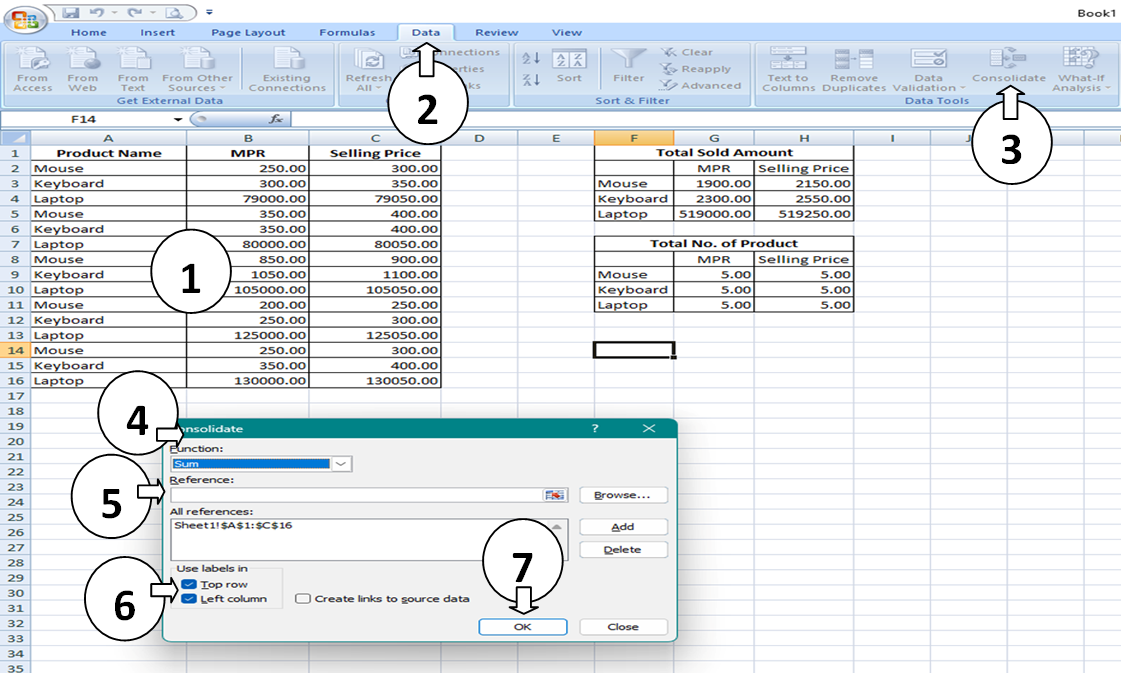 Book1
Home Insert Page Layout Formulas Data Review View
From Access
From Web
From Text
From Other Sources
Existing Connections
Refresh All
Connections
Sort
Filter
Clear
Reapply
Advanced
Text to Columns
Remove Duplicates
Data Validation
Consolidate
What-If Analysis
Get External Data
Sort & Filter
Data Tools
2
3
F14 fx
A B C D E F G H I
1 Product Name MPR Selling Price Total Sold Amount
2 Mouse 250.00 300.00 MPR Selling Price
3 Keyboard 300.00 350.00 Mouse 1900.00 2150.00
4 Laptop 79000.00 79050.00 Keyboard 2300.00 2550.00
5 Mouse 350.00 400.00 Laptop 519000.00 519250.00
6 Keyboard 350.00 400.00
7 Laptop 80000.00 80050.00 Total No. of Product
8 Mouse 850.00 900.00 MPR Selling Price
9 Keyboard 1050.00 1100.00 Mouse 5.00 5.00
10 Laptop 105000.00 105050.00 Keyboard 5.00 5.00
11 Mouse 200.00 250.00 Laptop 5.00 5.00
12 Keyboard 250.00 300.00
13 Laptop 125000.00 125050.00
14 Mouse 250.00 300.00
15 Keyboard 350.00 400.00
16 Laptop 130000.00 130050.00
1
17
18
19
20
21
22
23
24
25
26
27
28
29
30
31
32
33
34
35
4
onsolidate ?
Function:
Sum
5
Reference:
Browse...
All references:
Sheet1!$A$1:$C$16
Add
Delete
7
6
Use labels in
Top row
Left column
Create links to source data
OK Close